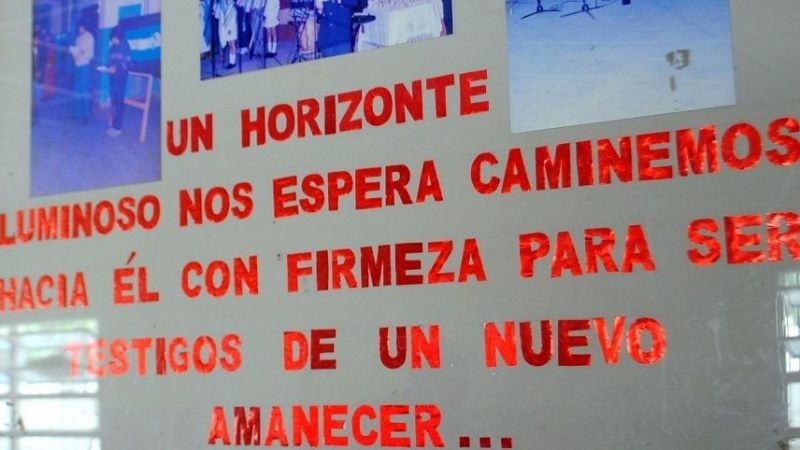 UN HORIZONTE
LUMINOSO NOS ESPERA CAMINEMOS
HACIA ÉL CON FIRMEZA PARA SER
TESTIGOS DE UN NUEVO
AMANECER...